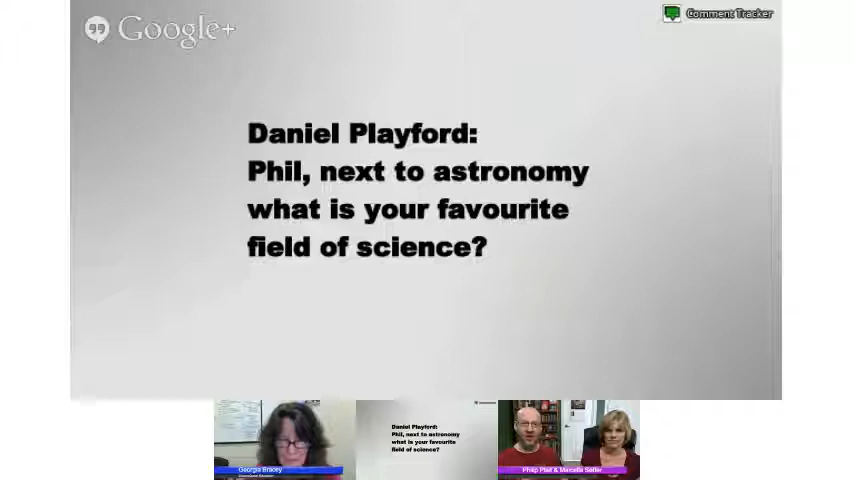 Google+
Comment Tracker
Daniel Playford:
Phil, next to astronomy
what is your favourite
field of science?
Daniel Playford:
Phil, next to astronomy
what is your favourite
field of science?
Georgia Bracey
Philip Plait & Marcella Setter